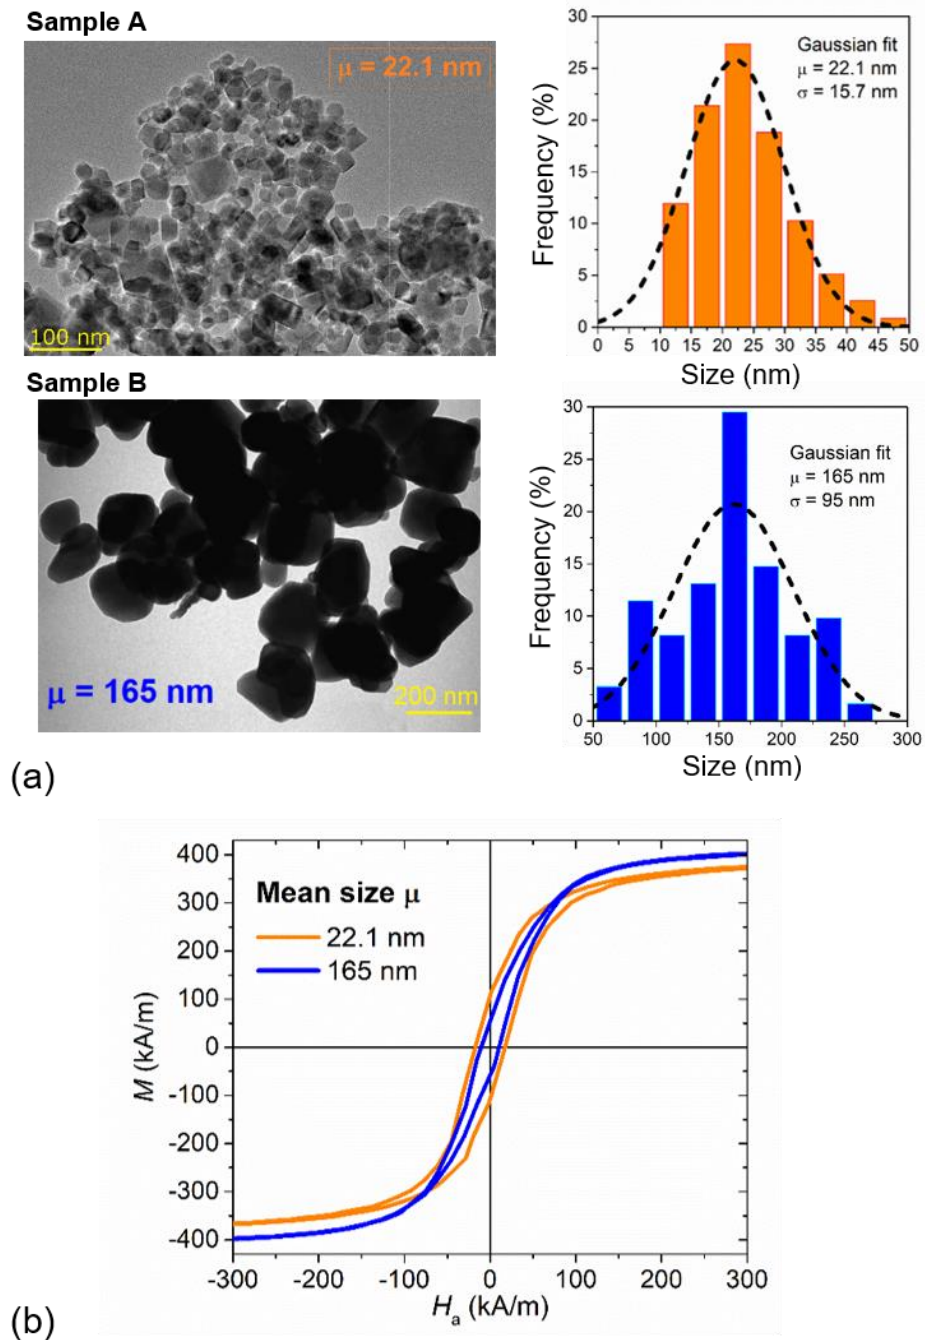 Sample A
μ = 22.1 nm
100 nm
30
25
20
15
10
5
0
Frequency (%)
Gaussian fit
μ = 22.1 nm
σ = 15.7 nm
0 5 10 15 20 25 30 35 40 45 50
Size (nm)
Sample B
μ = 165 nm
200 nm
30
25
20
15
10
5
0
Frequency (%)
Gaussian fit
μ = 165 nm
σ = 95 nm
50 100 150 200 250 300
Size (nm)
(a)
400
300
200
100
0
-100
-200
-300
-400
M (kA/m)
Mean size μ
22.1 nm
165 nm
-300 -200 -100 0 100 200 300
Hₐ (kA/m)
(b)